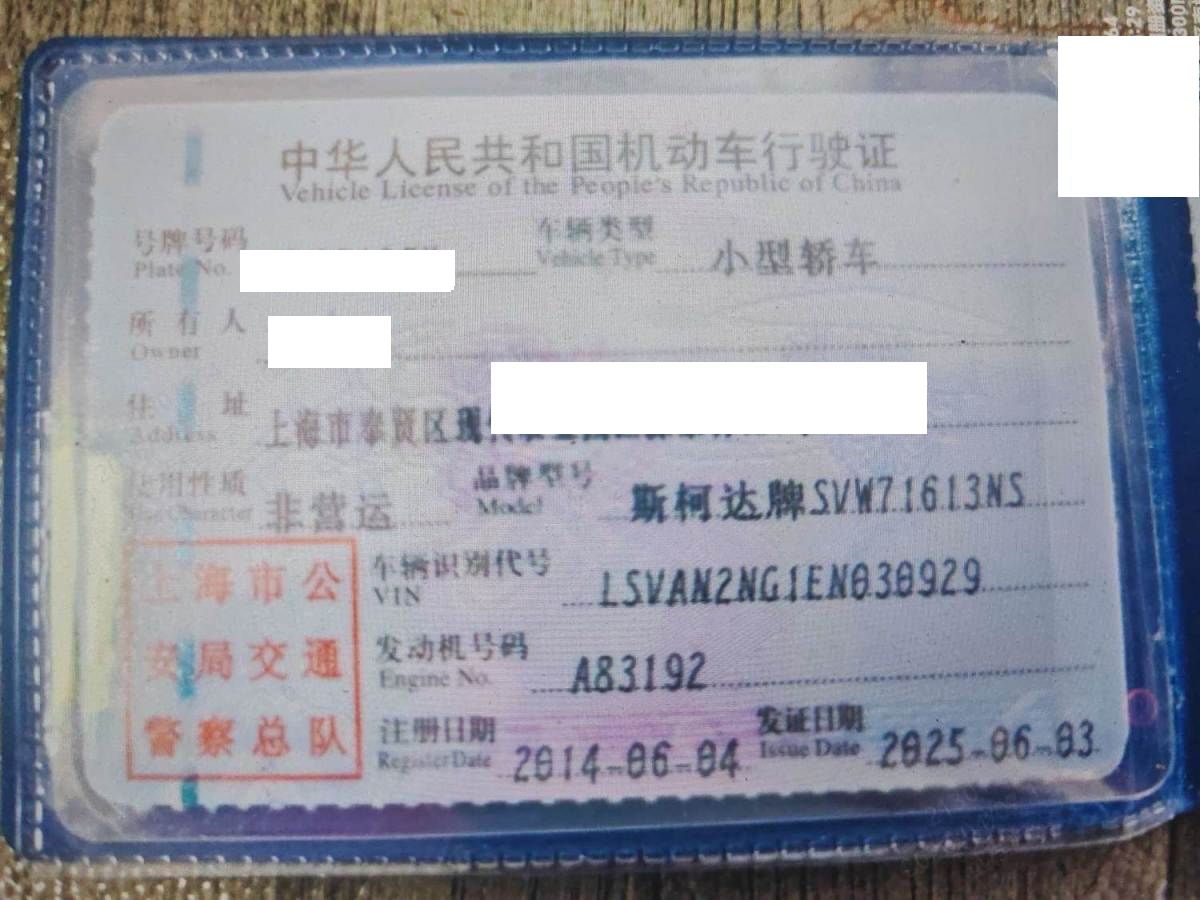 中华人民共和国机动车行驶证
Vehicle License of the People's Republic of China
号牌号码 车辆类型 小型轿车
Plate No. Vehicle Type
所有人
Owner
住址 上海市奉贤区现代
Address
使用性质 非营运 品牌型号 斯柯达牌SVW71613NS
Use Character Model
车辆识别代号 LSVAN2NG1EN030929
VIN
发动机号码 A83192
Engine No.
注册日期 2014-06-04 发证日期 2025-06-03
Register Date Issue Date
上海市公
安局交通
警察总队